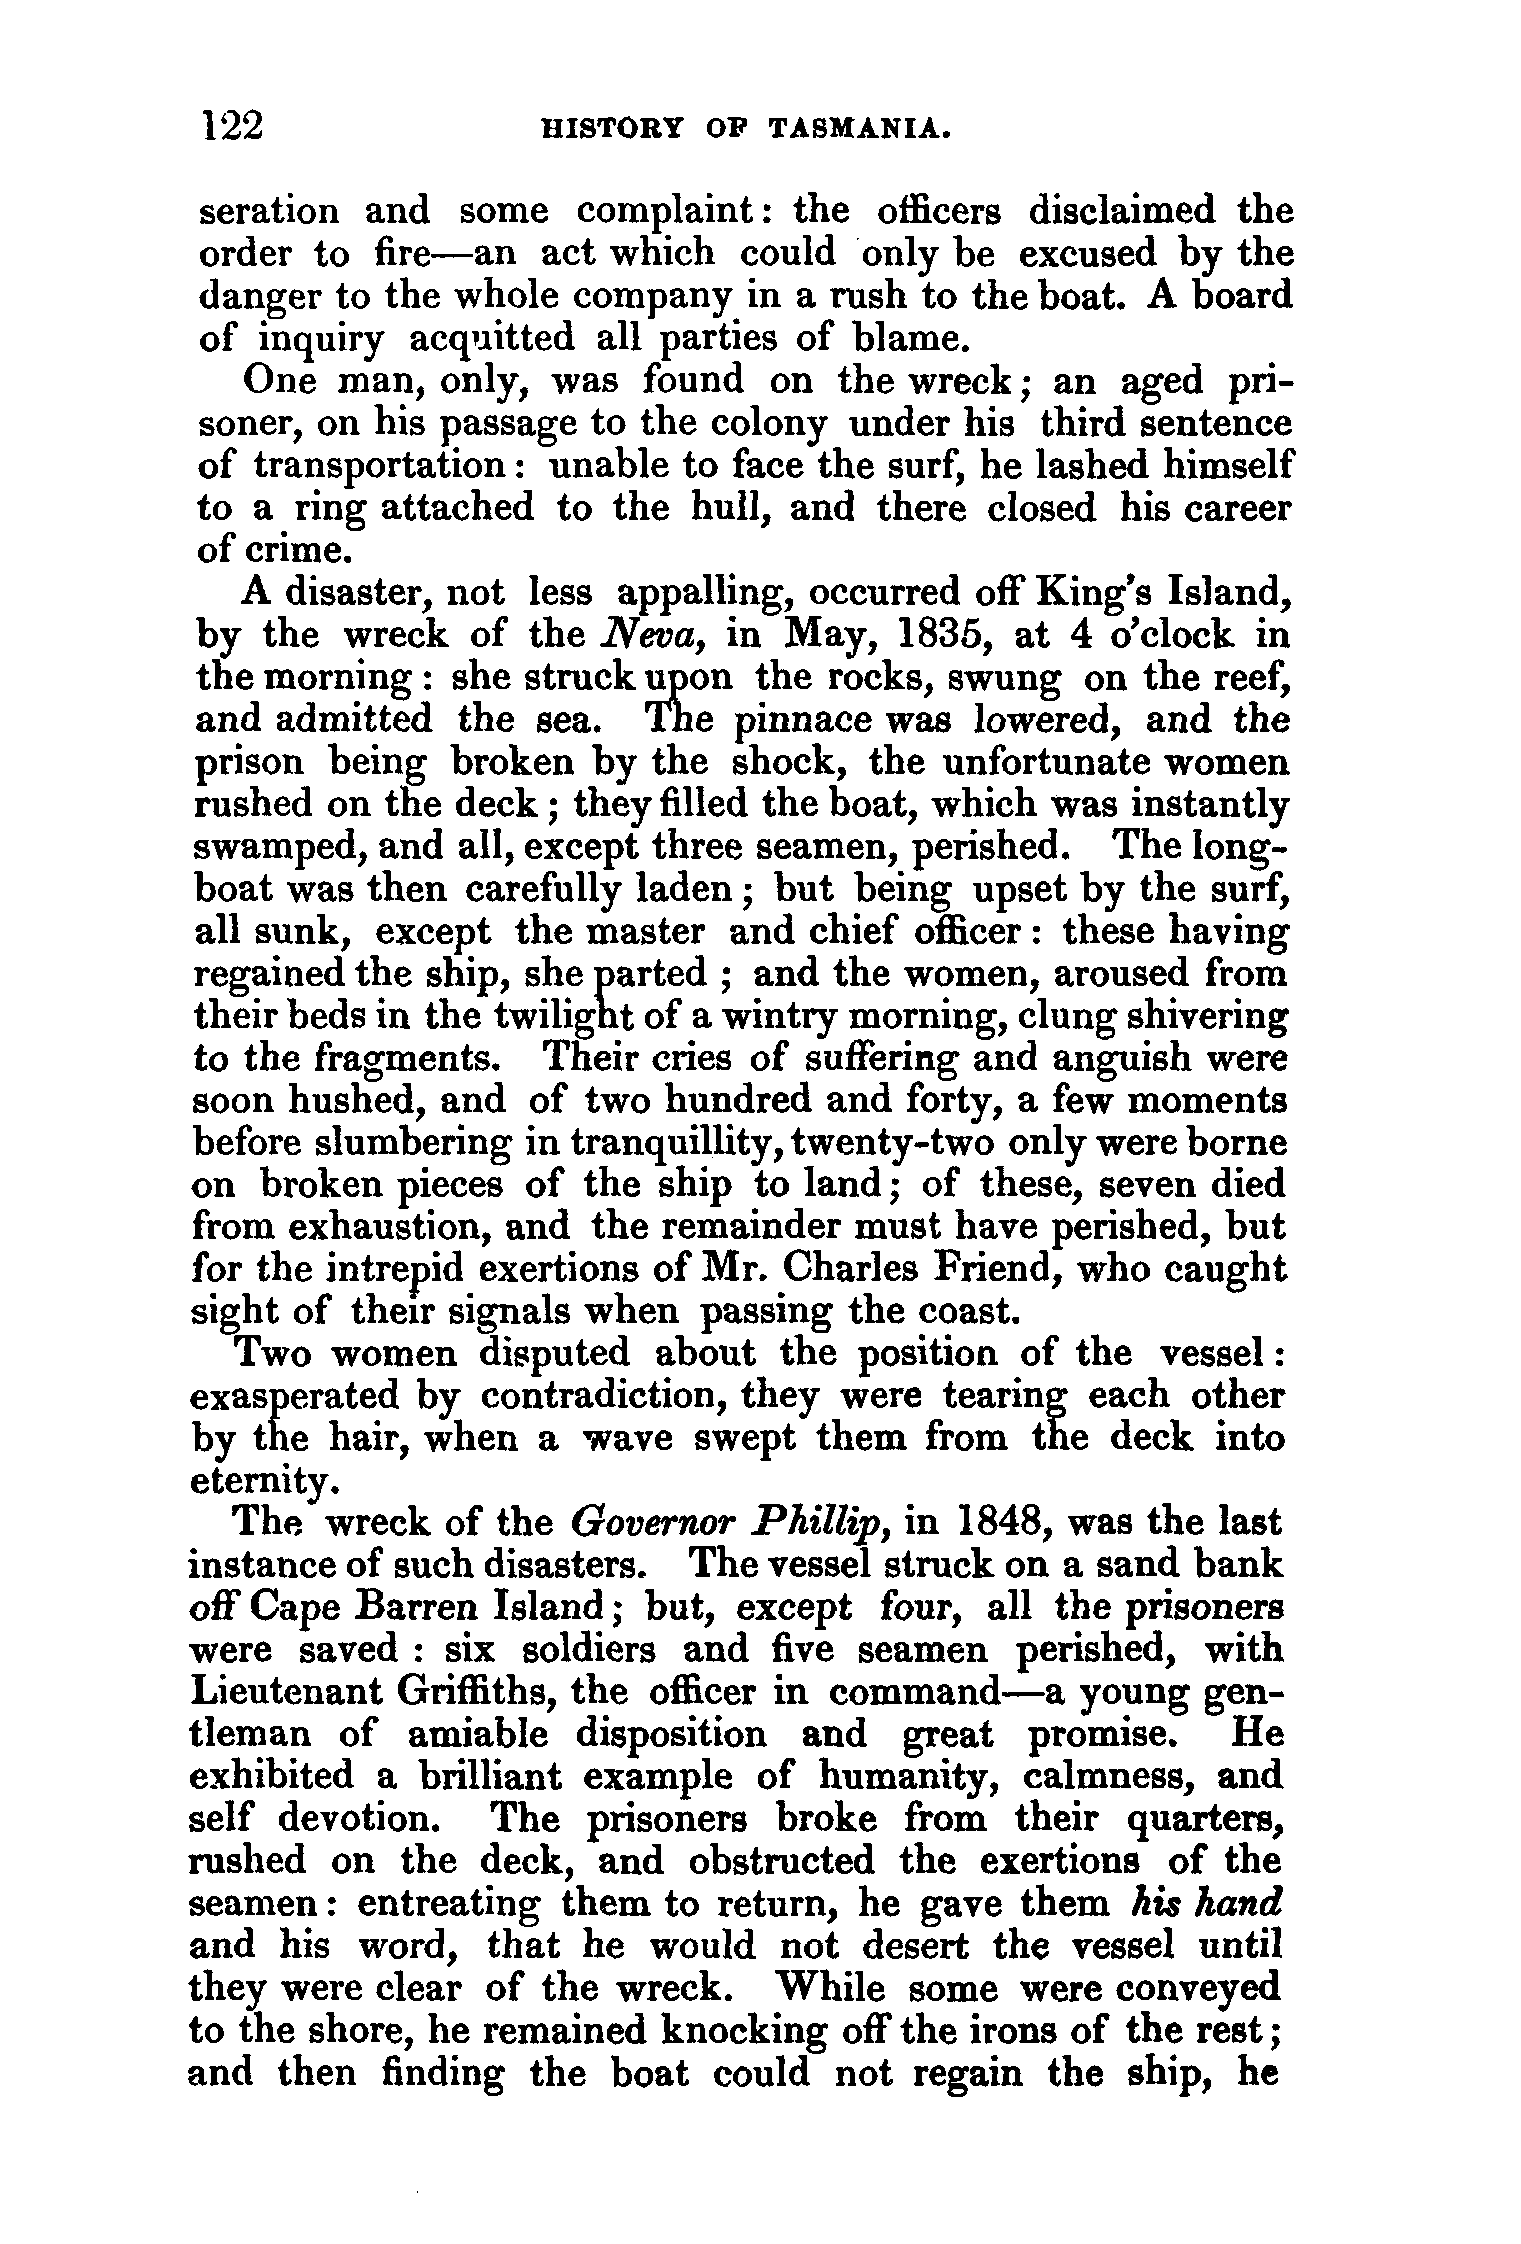 122 HISTORY OF TASMANIA.
seration and some complaint: the officers disclaimed the
order to fire—an act which could only be excused by the
danger to the whole company in a rush to the boat. A board
of inquiry acquitted all parties of blame.
One man, only, was found on the wreck; an aged pri-
soner, on his passage to the colony under his third sentence
of transportation: unable to face the surf, he lashed himself
to a ring attached to the hull, and there closed his career
of crime.
A disaster, not less appalling, occurred off King's Island,
by the wreck of the Neva, in May, 1835, at 4 o'clock in
the morning: she struck upon the rocks, swung on the reef,
and admitted the sea. The pinnace was lowered, and the
prison being broken by the shock, the unfortunate women
rushed on the deck; they filled the boat, which was instantly
swamped, and all, except three seamen, perished. The long-
boat was then carefully laden; but being upset by the surf,
all sunk, except the master and chief officer: these having
regained the ship, she parted; and the women, aroused from
their beds in the twilight of a wintry morning, clung shivering
to the fragments. Their cries of suffering and anguish were
soon hushed, and of two hundred and forty, a few moments
before slumbering in tranquillity, twenty-two only were borne
on broken pieces of the ship to land; of these, seven died
from exhaustion, and the remainder must have perished, but
for the intrepid exertions of Mr. Charles Friend, who caught
sight of their signals when passing the coast.
Two women disputed about the position of the vessel:
exasperated by contradiction, they were tearing each other
by the hair, when a wave swept them from the deck into
eternity.
The wreck of the Governor Phillip, in 1848, was the last
instance of such disasters. The vessel struck on a sand bank
off Cape Barren Island; but, except four, all the prisoners
were saved: six soldiers and five seamen perished, with
Lieutenant Griffiths, the officer in command—a young gen-
tleman of amiable disposition and great promise. He
exhibited a brilliant example of humanity, calmness, and
self devotion. The prisoners broke from their quarters,
rushed on the deck, and obstructed the exertions of the
seamen: entreating them to return, he gave them his hand
and his word, that he would not desert the vessel until
they were clear of the wreck. While some were conveyed
to the shore, he remained knocking off the irons of the rest;
and then finding the boat could not regain the ship, he